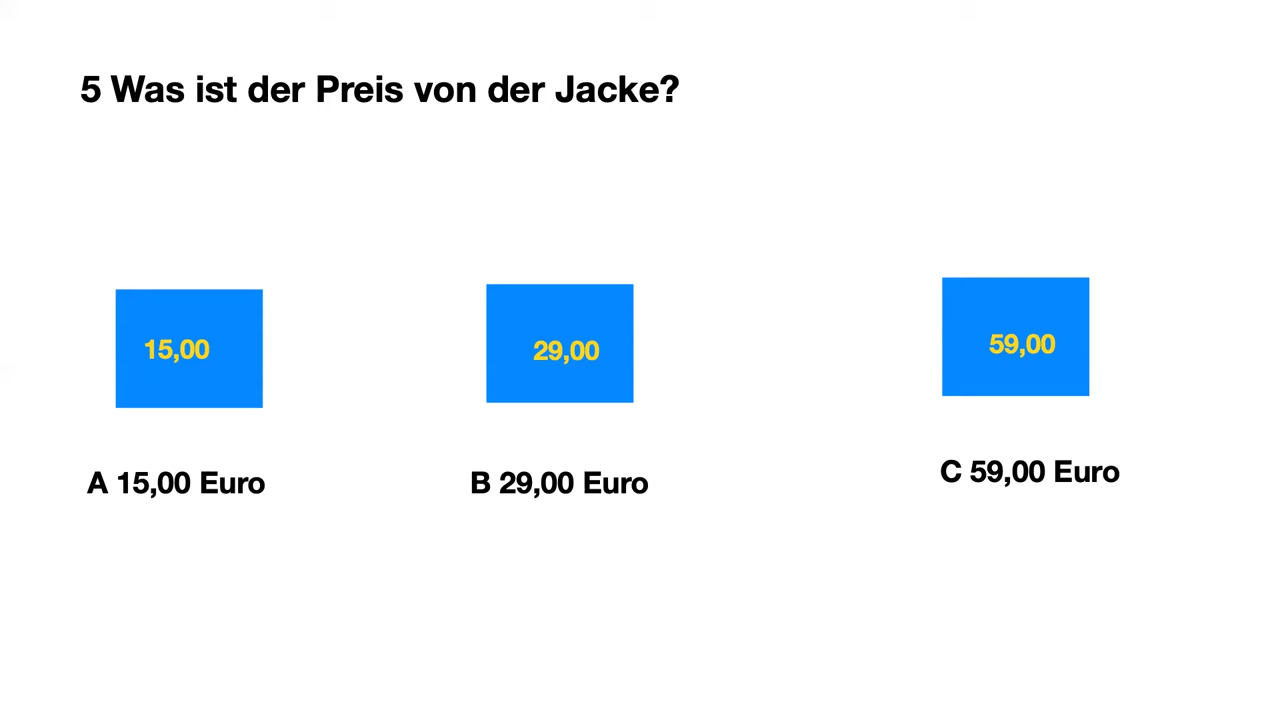 5 Was ist der Preis von der Jacke?
15,00
29,00
59,00
A 15,00 Euro
B 29,00 Euro
C 59,00 Euro